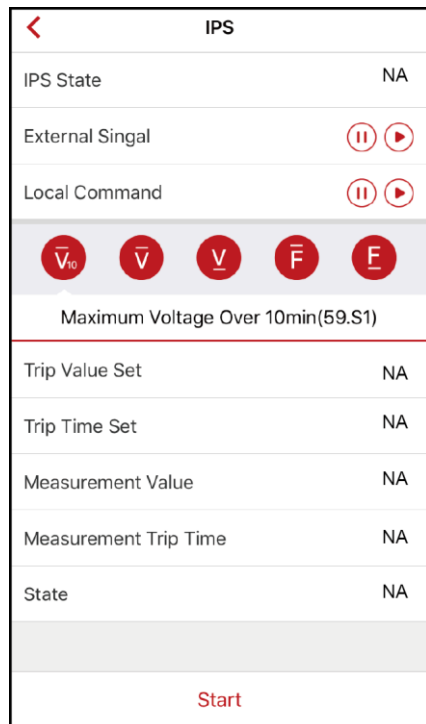 IPS
IPS State NA
External Singal
Local Command
V10 V V F F
Maximum Voltage Over 10min(59.S1)
Trip Value Set NA
Trip Time Set NA
Measurement Value NA
Measurement Trip Time NA
State NA
Start